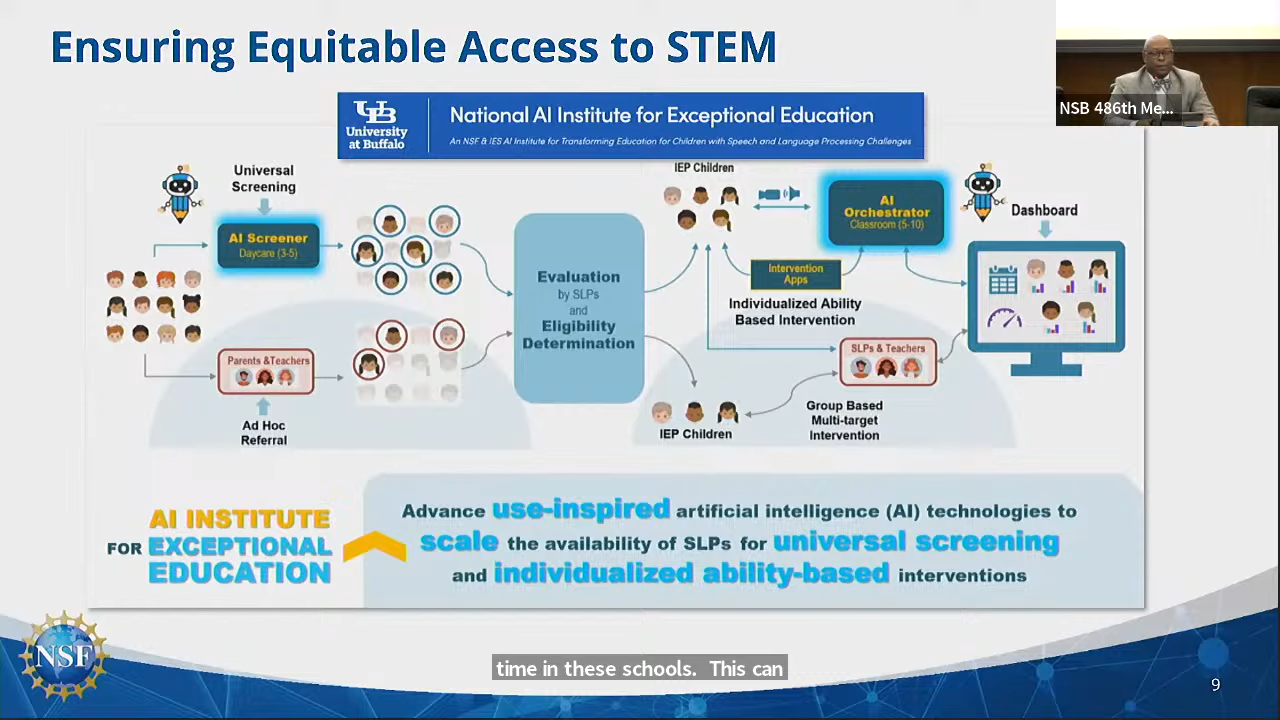 Ensuring Equitable Access to STEM
NSB 486th Me...
UB
University
at Buffalo
National AI Institute for Exceptional Education
An NSF & IES AI Institute for Transforming Education for Children with Speech and Language Processing Challenges
Universal
Screening
AI Screener
Daycare (3-5)
Parents &Teachers
Ad Hoc
Referral
Evaluation
by SLPs
and
Eligibility
Determination
IEP Children
AI
Orchestrator
Classroom (5-10)
Intervention
Apps
Individualized Ability
Based Intervention
SLPs & Teachers
IEP Children
Group Based
Multi-target
Intervention
Dashboard
AI INSTITUTE
FOR EXCEPTIONAL
EDUCATION
Advance use-inspired artificial intelligence (AI) technologies to
scale the availability of SLPs for universal screening
and individualized ability-based interventions
NSF
time in these schools. This can
9